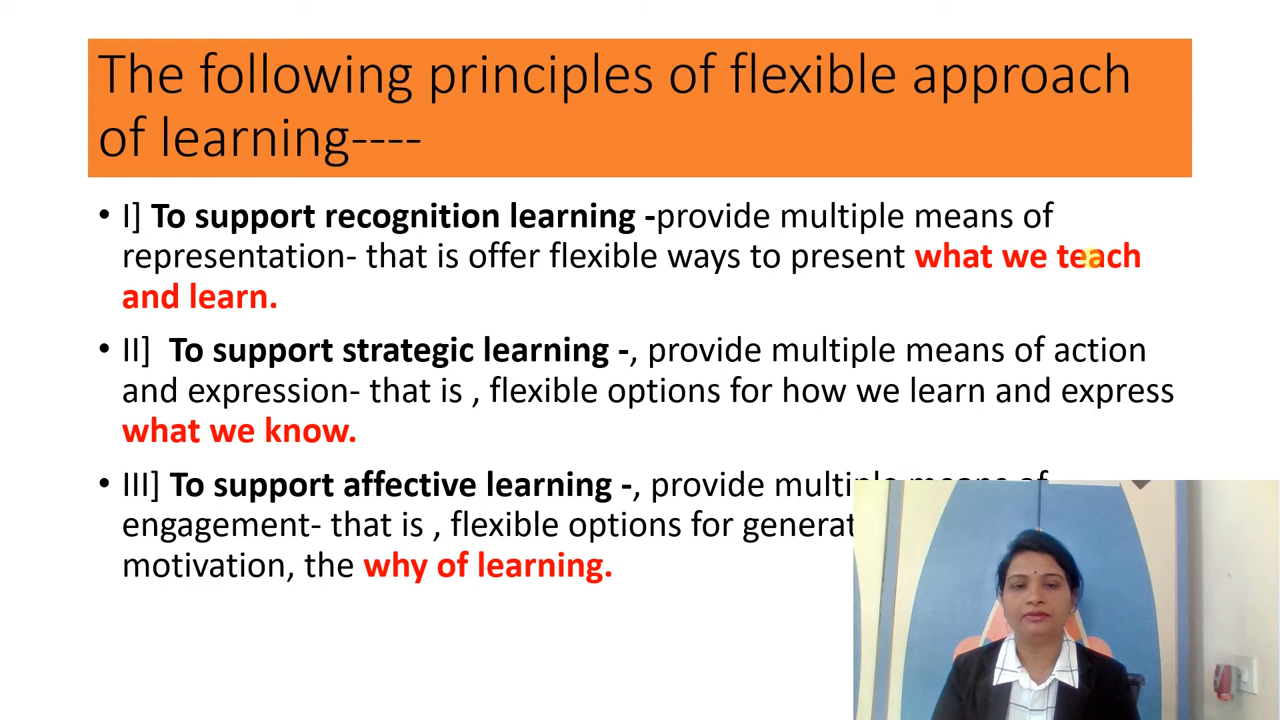 The following principles of flexible approach
of learning----
• I] To support recognition learning -provide multiple means of
representation- that is offer flexible ways to present what we teach
and learn.
• II]  To support strategic learning -, provide multiple means of action
and expression- that is , flexible options for how we learn and express
what we know.
• III] To support affective learning -, provide multiple means of
engagement- that is , flexible options for
motivation, the why of learning.